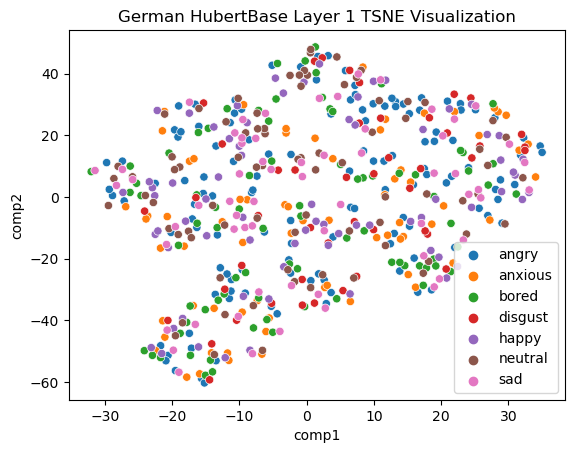 German HubertBase Layer 1 TSNE Visualization
comp2
40
20
0
−20
−40
−60
angry
anxious
bored
disgust
happy
neutral
sad
−30 −20 −10 0 10 20 30
comp1